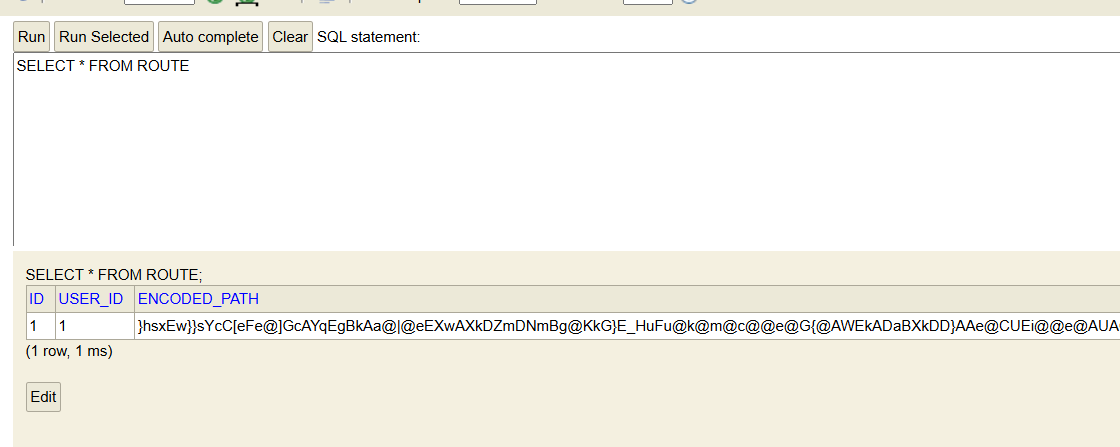 Run Run Selected Auto complete Clear SQL statement:
SELECT * FROM ROUTE
SELECT * FROM ROUTE;
ID USER_ID ENCODED_PATH
1 1 }hsxEw}}sYcC[eFe@]GcAYqEgBkAa@|@eEXwAXkDZmDNmBg@KkG}E_HuFu@k@m@c@@e@G{@AWEkADaBXkDD}AAe@CUEi@@e@AUA
(1 row, 1 ms)
Edit